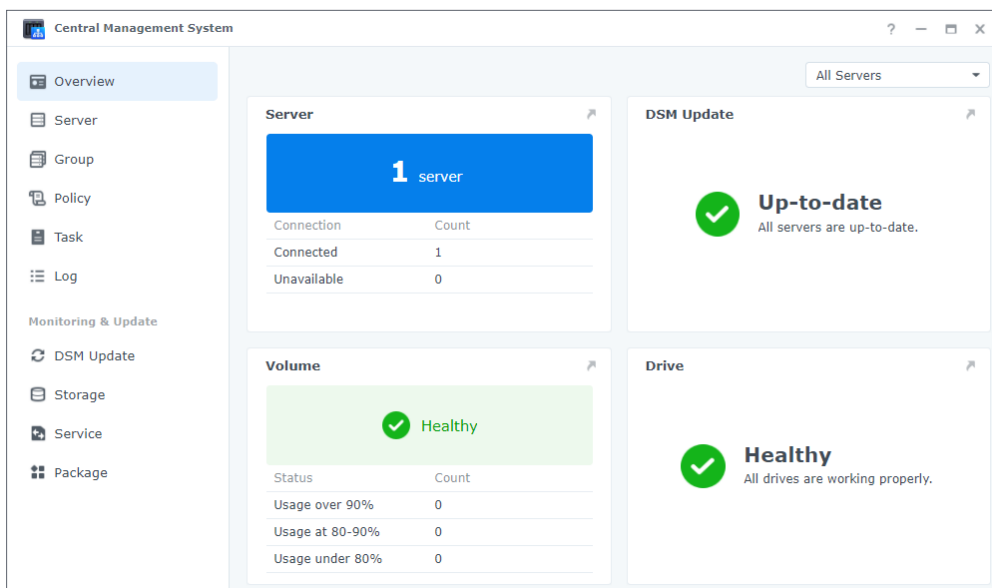 Central Management System
?
Overview
Server
Group
Policy
Task
Log
Monitoring & Update
DSM Update
Storage
Service
Package
All Servers
Server
1 server
Connection Count
Connected 1
Unavailable 0
DSM Update
Up-to-date
All servers are up-to-date.
Volume
Healthy
Status Count
Usage over 90% 0
Usage at 80-90% 0
Usage under 80% 0
Drive
Healthy
All drives are working properly.